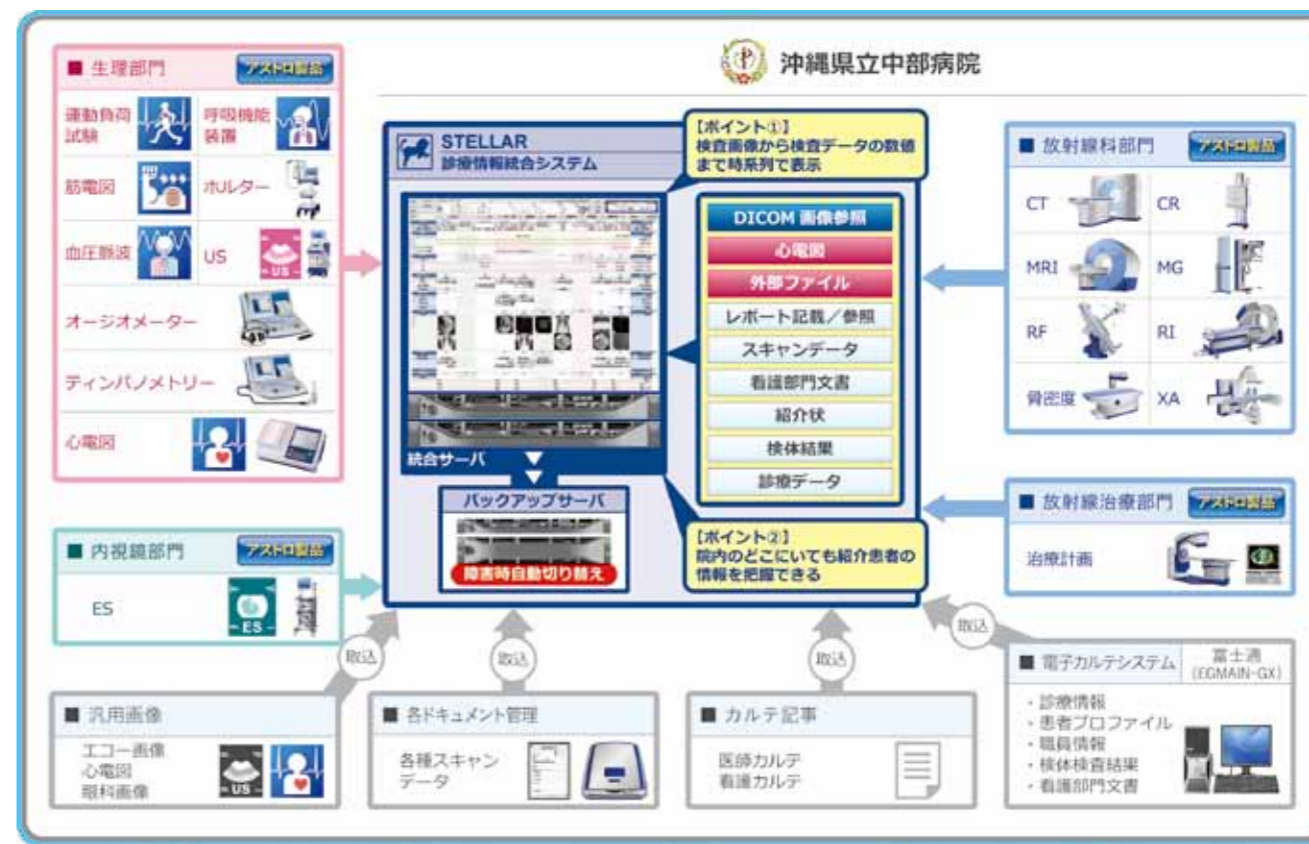 沖縄県立中部病院
■ 生理部門
アストロ製品
運動負荷
試験
呼吸機能
装置
筋電図
ホルター
血圧脈波
US
- US -
オージオメーター
ティンパノメトリー
心電図
■ 内視鏡部門
アストロ製品
ES
- ES -
STELLAR
診療情報統合システム
統合サーバ
バックアップサーバ
障害時自動切り替え
【ポイント①】
検査画像から検査データの数値
まで時系列で表示
DICOM 画像参照
心電図
外部ファイル
レポート記載／参照
スキャンデータ
看護部門文書
紹介状
検体結果
診療データ
【ポイント②】
院内のどこにいても紹介患者の
情報を把握できる
■ 放射線科部門
アストロ製品
CT
CR
MRI
MG
RF
RI
骨密度
XA
■ 放射線治療部門
アストロ製品
治療計画
取込
取込
取込
取込
■ 汎用画像
エコー画像
心電図
眼科画像
- US -
■ 各ドキュメント管理
各種スキャン
データ
■ カルテ記事
医師カルテ
看護カルテ
■ 電子カルテシステム
富士通
(EGMAIN-GX)
・診療情報
・患者プロファイル
・職員情報
・検体検査結果
・看護部門文書